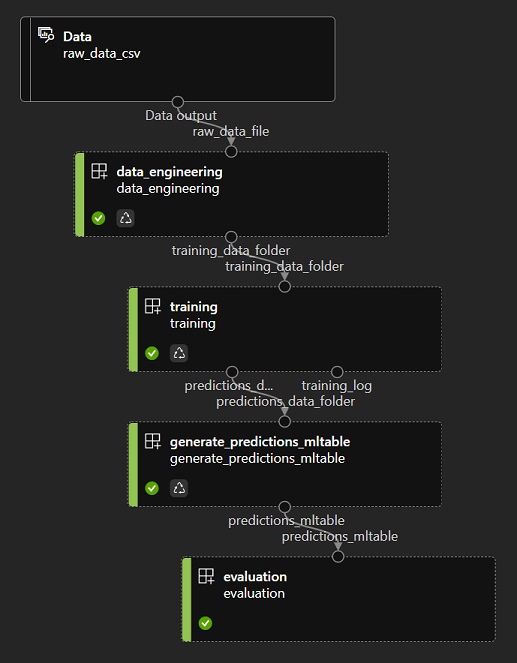 Data
raw_data_csv
Data output
raw_data_file
data_engineering
data_engineering
training_data_folder
training_data_folder
training
training
predictions_d...
training_log
predictions_data_folder
generate_predictions_mltable
generate_predictions_mltable
predictions_mltable
predictions_mltable
evaluation
evaluation